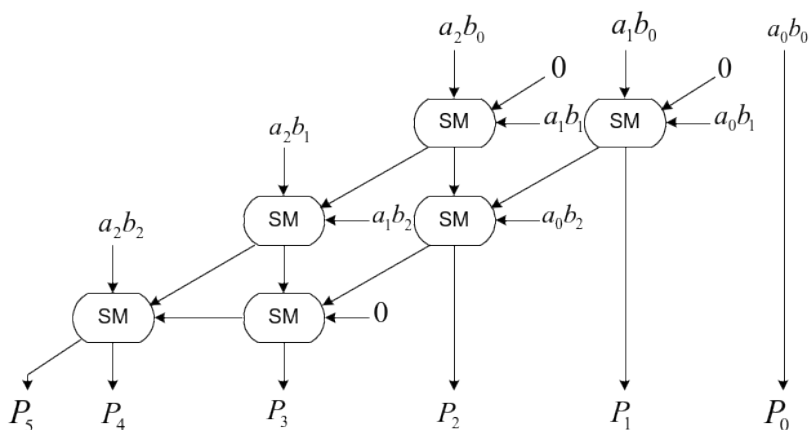 a₂b₀ a₁b₀ a₀b₀
0 0
SM a₁b₁ SM a₀b₁
a₂b₁
SM a₁b₂ SM a₀b₂
a₂b₂
SM SM 0
P₅ P₄ P₃ P₂ P₁ P₀